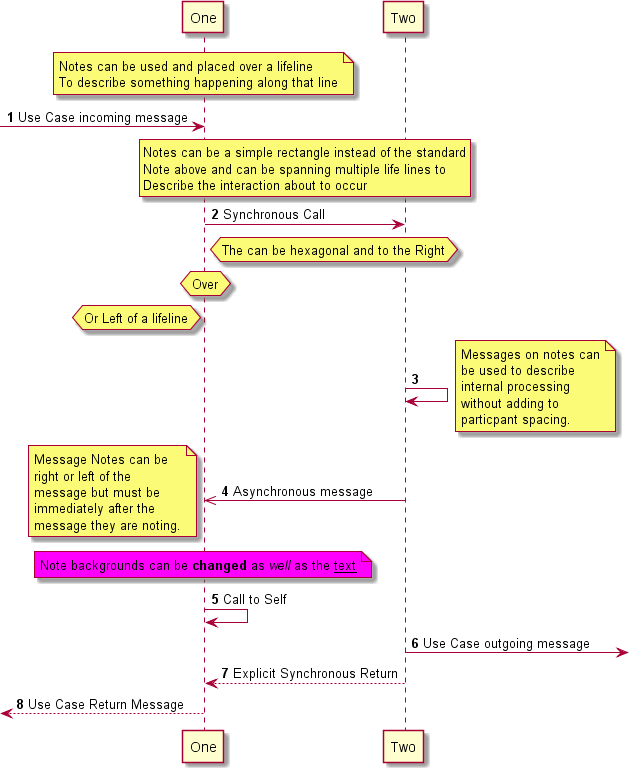 One
Two
Notes can be used and placed over a lifeline
To describe something happening along that line
1 Use Case incoming message
Notes can be a simple rectangle instead of the standard
Note above and can be spanning multiple life lines to
Describe the interaction about to occur
2 Synchronous Call
The can be hexagonal and to the Right
Over
Or Left of a lifeline
Messages on notes can
be used to describe
internal processing
without adding to
particpant spacing.
3
Message Notes can be
right or left of the
message but must be
immediately after the
message they are noting.
4 Asynchronous message
Note backgrounds can be changed as well as the text
5 Call to Self
6 Use Case outgoing message
7 Explicit Synchronous Return
8 Use Case Return Message
One
Two